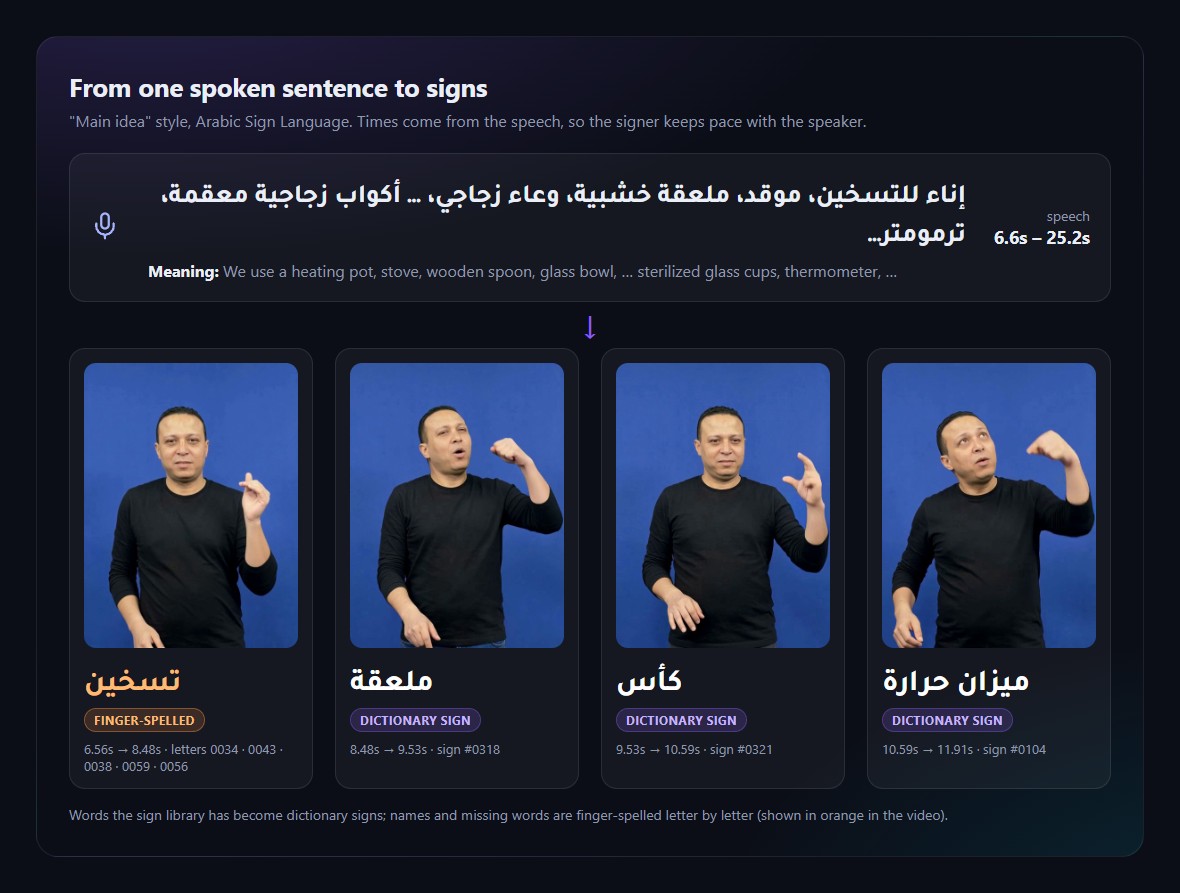 From one spoken sentence to signs
"Main idea" style, Arabic Sign Language. Times come from the speech, so the signer keeps pace with the speaker.
إناء للتسخين، موقد، ملعقة خشبية، وعاء زجاجي، ... أكواب زجاجية معقمة،
ترمومتر...
Meaning: We use a heating pot, stove, wooden spoon, glass bowl, ... sterilized glass cups, thermometer, ...
speech
6.6s – 25.2s
↓
تسخين
FINGER-SPELLED
6.56s → 8.48s · letters 0034 · 0043 ·
0038 · 0059 · 0056
ملعقة
DICTIONARY SIGN
8.48s → 9.53s · sign #0318
كأس
DICTIONARY SIGN
9.53s → 10.59s · sign #0321
ميزان حرارة
DICTIONARY SIGN
10.59s → 11.91s · sign #0104
Words the sign library has become dictionary signs; names and missing words are finger-spelled letter by letter (shown in orange in the video).